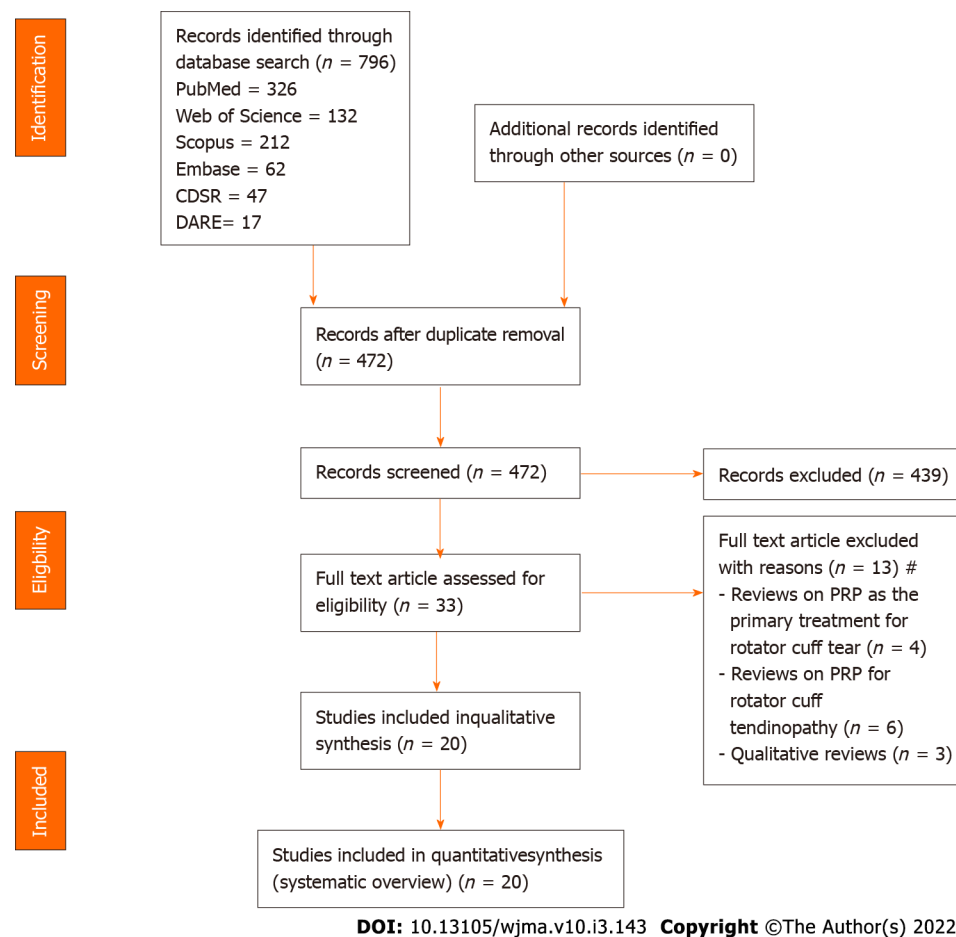 Identification
Records identified through
database search (n = 796)
PubMed = 326
Web of Science = 132
Scopus = 212
Embase = 62
CDSR = 47
DARE= 17
Additional records identified
through other sources (n = 0)
Screening
Records after duplicate removal
(n = 472)
Records screened (n = 472)
Records excluded (n = 439)
Eligbility
Full text article assessed for
eligibility (n = 33)
Full text article excluded
with reasons (n = 13) #
- Reviews on PRP as the
primary treatment for
rotator cuff tear (n = 4)
- Reviews on PRP for
rotator cuff
tendinopathy (n = 6)
- Qualitative reviews (n = 3)
Studies included inqualitative
synthesis (n = 20)
Included
Studies included in quantitativesynthesis
(systematic overview) (n = 20)
DOI: 10.13105/wjma.v10.i3.143 Copyright ©The Author(s) 2022